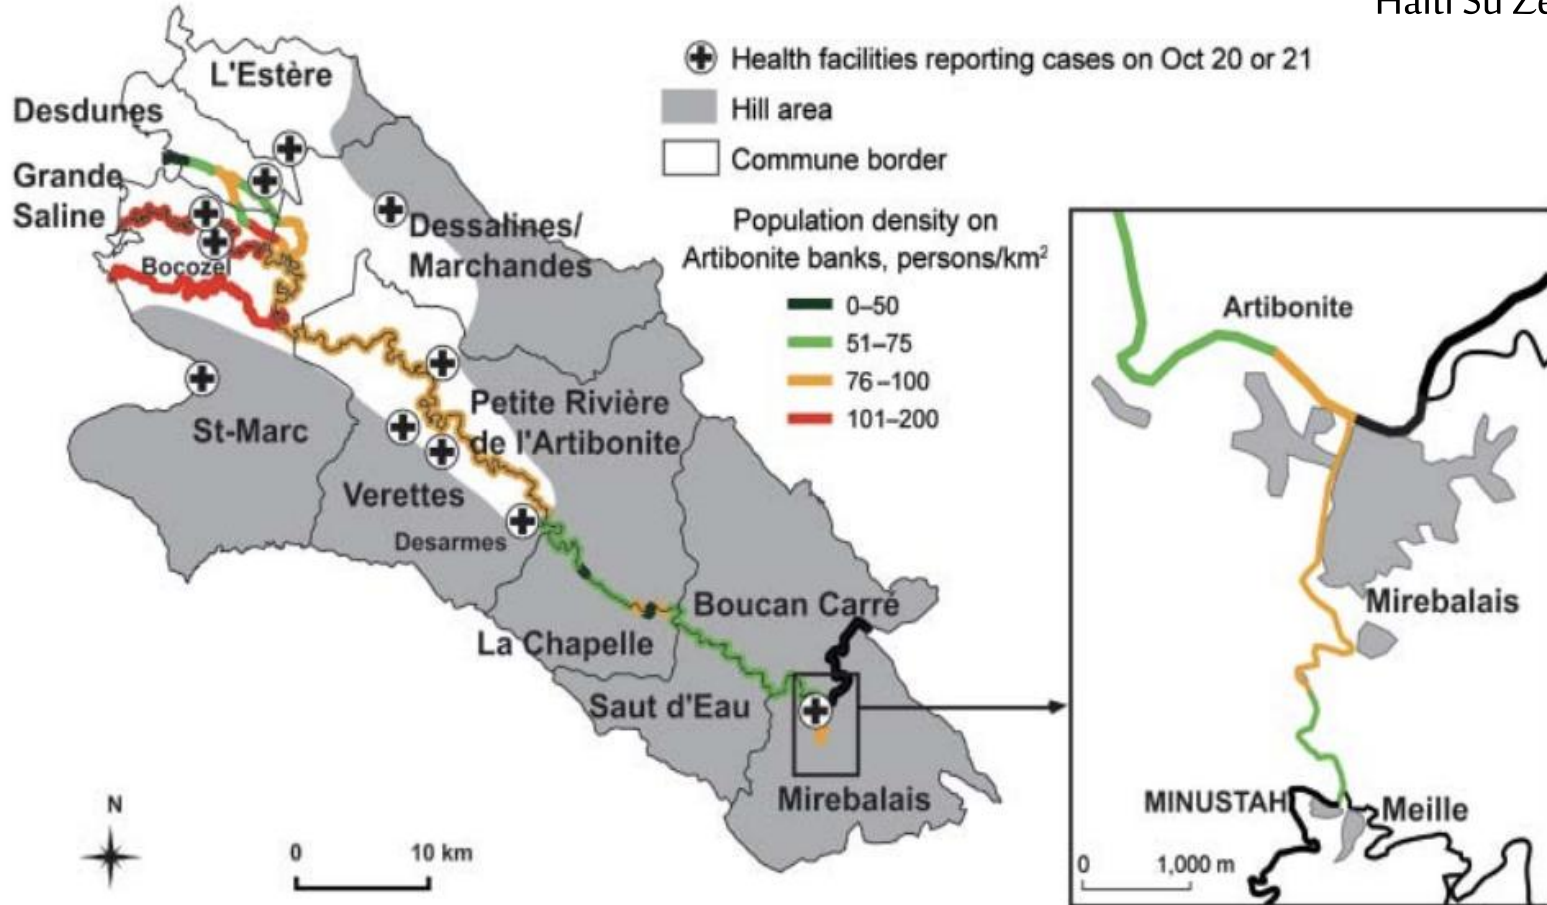 Haiti Su Ze
L'Estère
Desdunes
Grande
Saline
Bocozel
Dessalines/
Marchandes
St-Marc
Petite Rivière
de l'Artibonite
Verettes
Desarmes
La Chapelle
Boucan Carré
Saut d'Eau
Mirebalais
N
0 10 km
Health facilities reporting cases on Oct 20 or 21
Hill area
Commune border
Population density on
Artibonite banks, persons/km²
0–50
51–75
76–100
101–200
Artibonite
Mirebalais
MINUSTAH
Meille
0 1,000 m